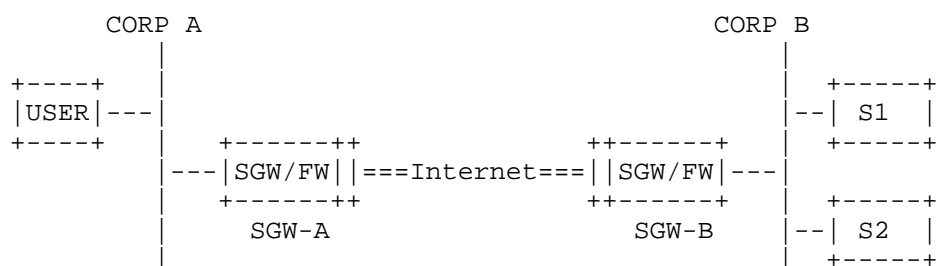 CORP A CORP B
USER S1
SGW/FW ===Internet=== SGW/FW
SGW-A SGW-B S2